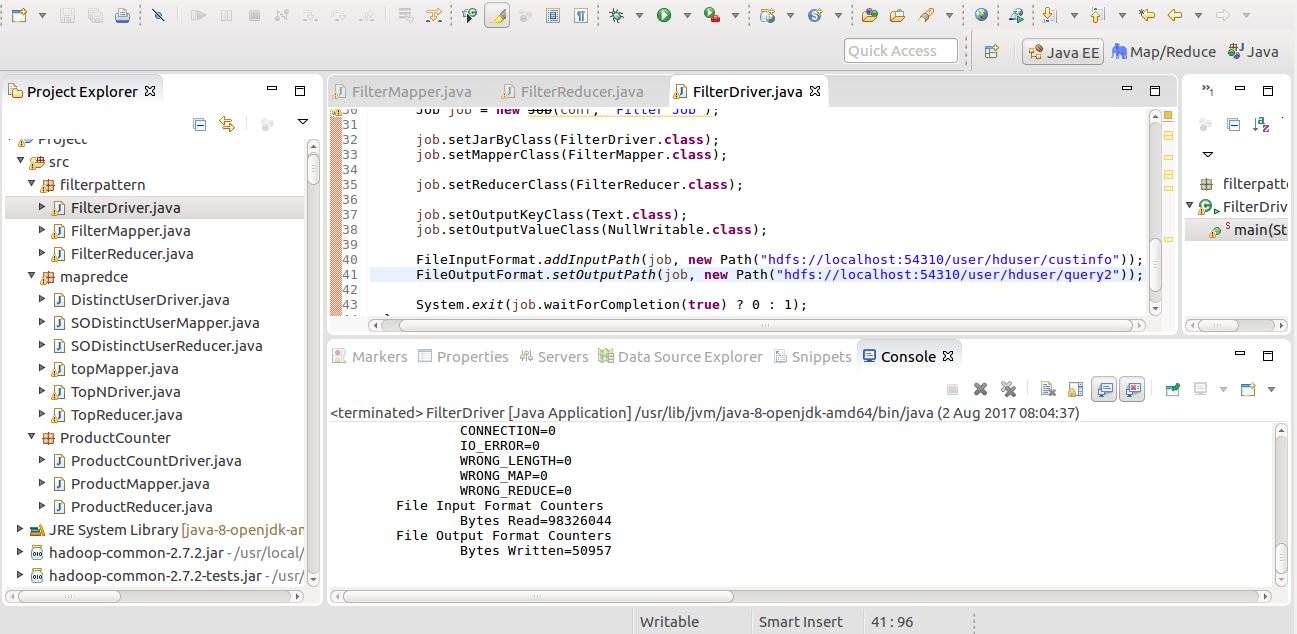 Quick Access
Java EE
Map/Reduce
Java
Project Explorer
Project
src
filterpattern
FilterDriver.java
FilterMapper.java
FilterReducer.java
mapredce
DistinctUserDriver.java
SODistinctUserMapper.java
SODistinctUserReducer.java
topMapper.java
TopNDriver.java
TopReducer.java
ProductCounter
ProductCountDriver.java
ProductMapper.java
ProductReducer.java
JRE System Library [java-8-openjdk-am
hadoop-common-2.7.2.jar - /usr/local/
hadoop-common-2.7.2-tests.jar - /usr/
FilterMapper.java
FilterReducer.java
FilterDriver.java
30 Job job = new Job(conf, "Filter Job");
31
32 job.setJarByClass(FilterDriver.class);
33 job.setMapperClass(FilterMapper.class);
34
35 job.setReducerClass(FilterReducer.class);
36
37 job.setOutputKeyClass(Text.class);
38 job.setOutputValueClass(NullWritable.class);
39
40 FileInputFormat.addInputPath(job, new Path("hdfs://localhost:54310/user/hduser/custinfo"));
41 FileOutputFormat.setOutputPath(job, new Path("hdfs://localhost:54310/user/hduser/query2"));
42
43 System.exit(job.waitForCompletion(true) ? 0 : 1);
filterpatte
FilterDriv
main(St
Markers
Properties
Servers
Data Source Explorer
Snippets
Console
<terminated> FilterDriver [Java Application] /usr/lib/jvm/java-8-openjdk-amd64/bin/java (2 Aug 2017 08:04:37)
CONNECTION=0
IO_ERROR=0
WRONG_LENGTH=0
WRONG_MAP=0
WRONG_REDUCE=0
File Input Format Counters
Bytes Read=98326044
File Output Format Counters
Bytes Written=50957
Writable
Smart Insert
41 : 96